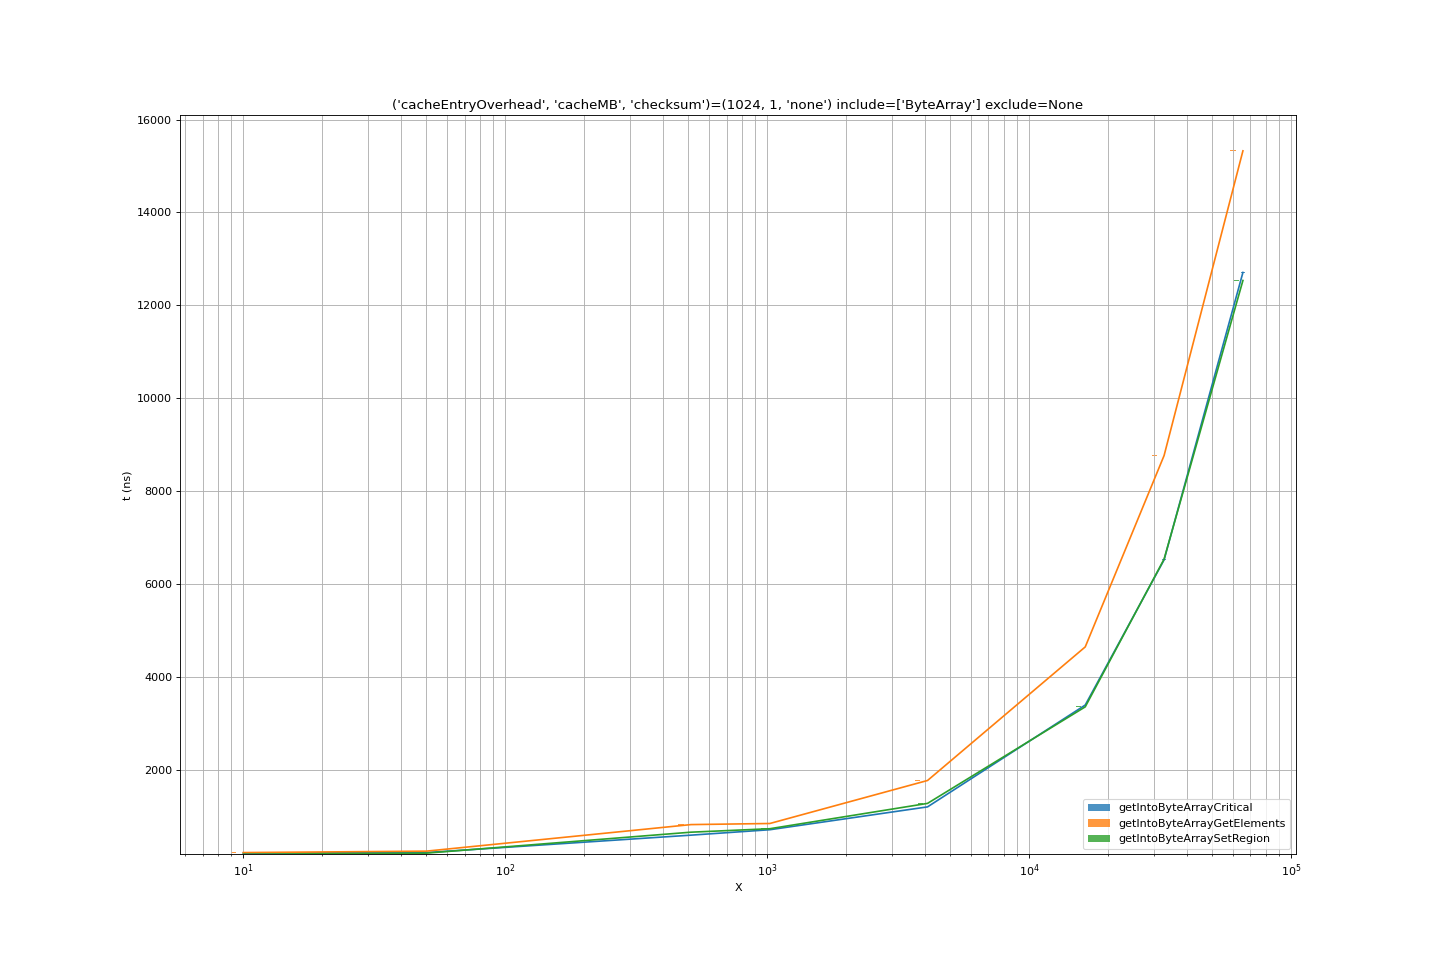 ('cacheEntryOverhead', 'cacheMB', 'checksum')=(1024, 1, 'none') include=['ByteArray'] exclude=None
16000
14000
12000
10000
8000
6000
4000
2000
t (ns)
10¹ 10² 10³ 10⁴ 10⁵
X
getIntoByteArrayCritical
getIntoByteArrayGetElements
getIntoByteArraySetRegion